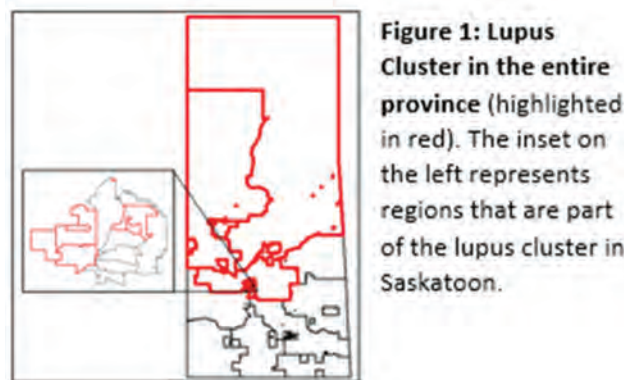 Figure 1: Lupus
Cluster in the entire
province (highlighted
in red). The inset on
the left represents
regions that are part
of the lupus cluster in
Saskatoon.